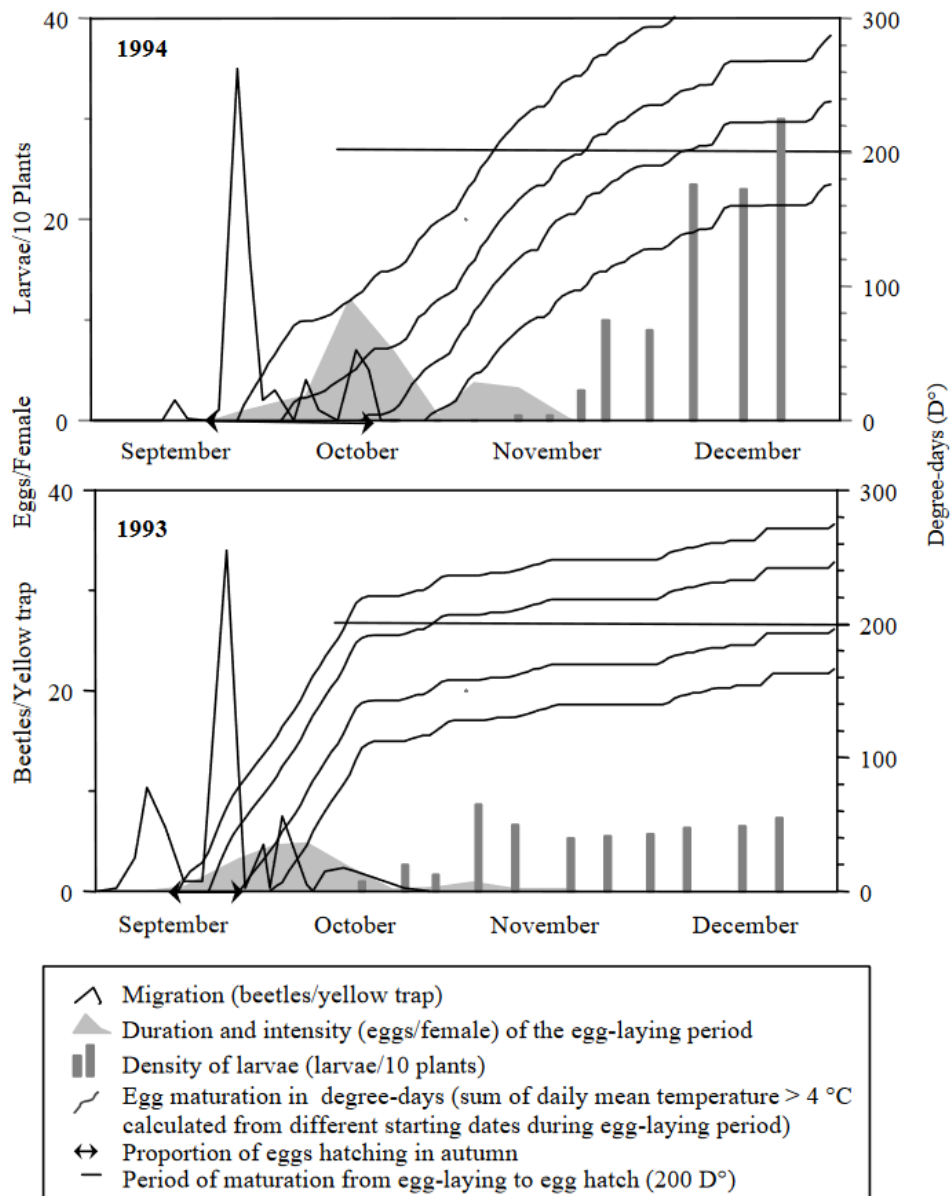 40
300
1994
200
20
100
0
0
September
October
November
December
Larvae/10 Plants
Eggs/Female
Beetles/Yellow trap
Degree-days (D°)
40
300
1993
200
20
100
0
0
September
October
November
December
Migration (beetles/yellow trap)
Duration and intensity (eggs/female) of the egg-laying period
Density of larvae (larvae/10 plants)
Egg maturation in degree-days (sum of daily mean temperature > 4 °C
calculated from different starting dates during egg-laying period)
Proportion of eggs hatching in autumn
Period of maturation from egg-laying to egg hatch (200 D°)